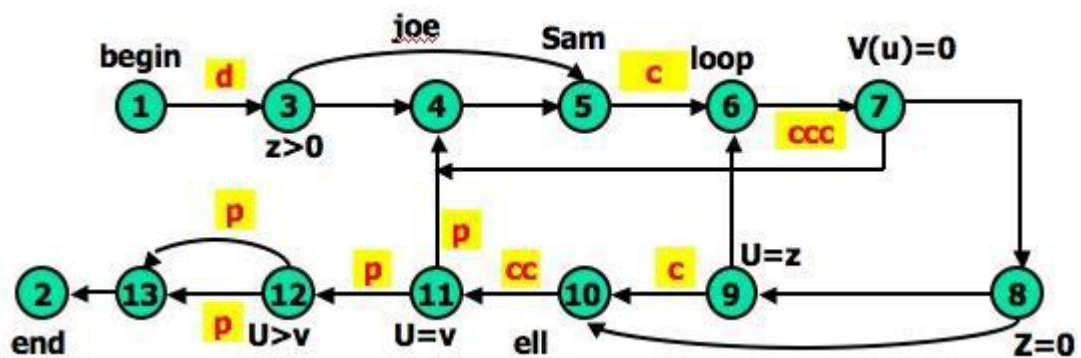 joe
Sam
begin d c loop V(u)=0
1 3 4 5 6 7
z>0 ccc
p p U=z
p cc c
2 13 12 11 10 9 8
p
end U>v U=v ell Z=0